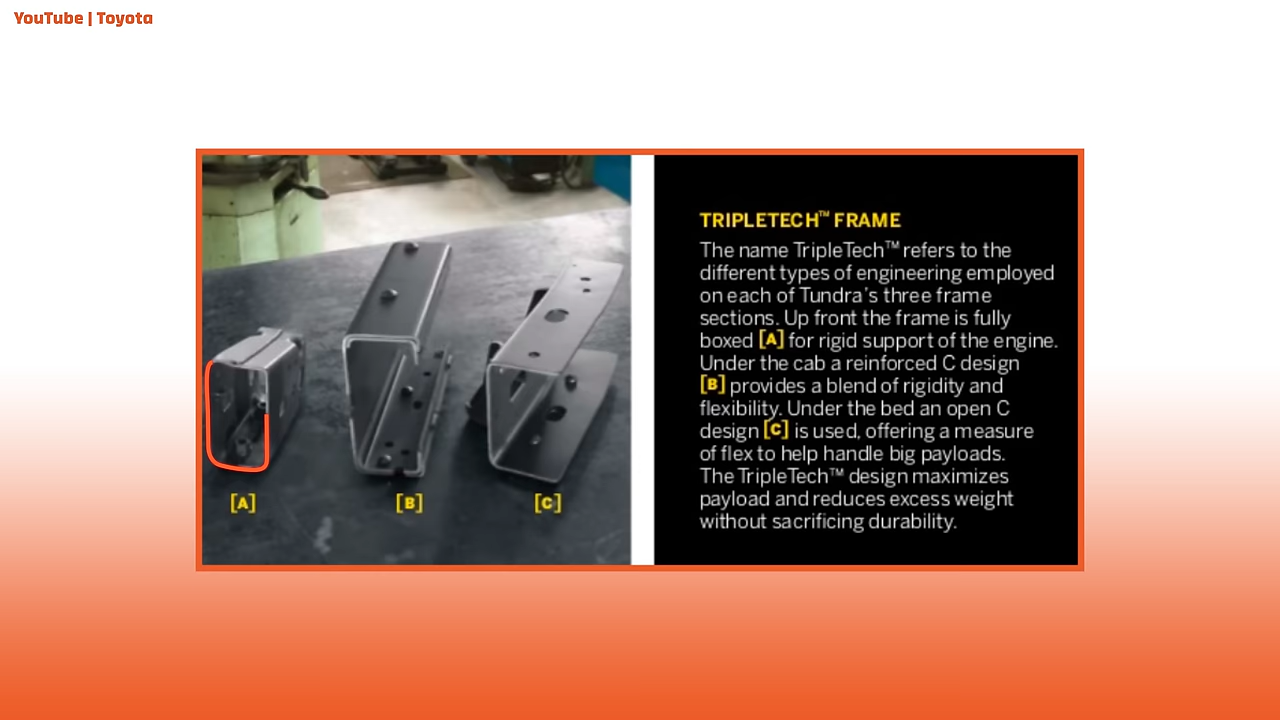 YouTube | Toyota
TRIPLETECH™ FRAME
The name TripleTech™ refers to the
different types of engineering employed
on each of Tundra's three frame
sections. Up front the frame is fully
boxed [A] for rigid support of the engine.
Under the cab a reinforced C design
[B] provides a blend of rigidity and
flexibility. Under the bed an open C
design [C] is used, offering a measure
of flex to help handle big payloads.
The TripleTech™ design maximizes
payload and reduces excess weight
without sacrificing durability.
[A] [B] [C]